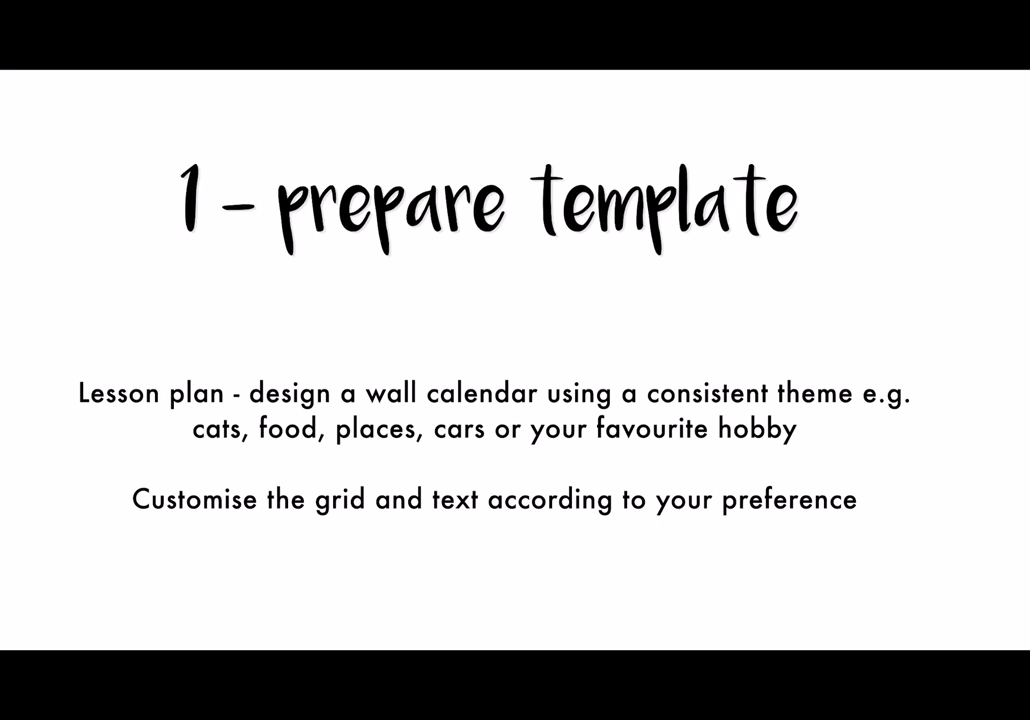 1 - prepare template
Lesson plan - design a wall calendar using a consistent theme e.g.
cats, food, places, cars or your favourite hobby
Customise the grid and text according to your preference